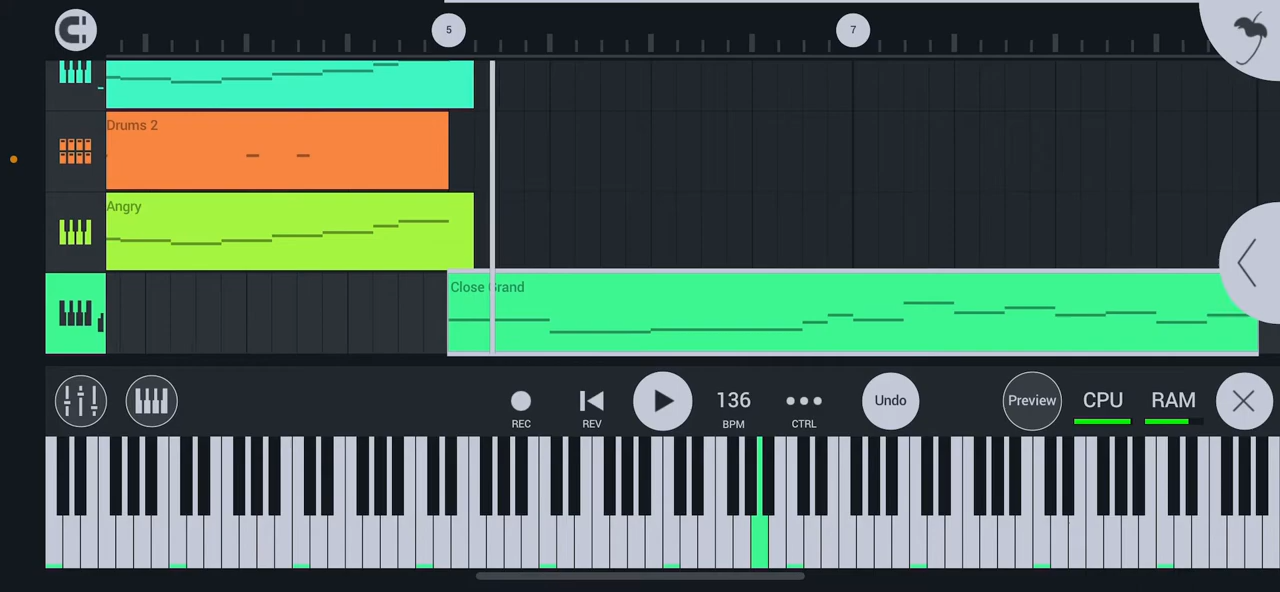 5
7
Drums 2
Angry
Close Grand
136
Undo
Preview
CPU
RAM
REC
REV
BPM
CTRL